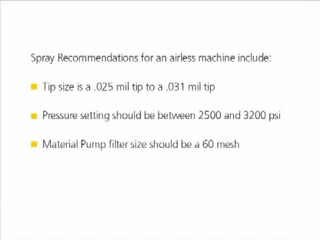 Spray Recommendations for an airless machine include:
Tip size is a .025 mil tip to a .031 mil tip
Pressure setting should be between 2500 and 3200 psi
Material Pump filter size should be a 60 mesh